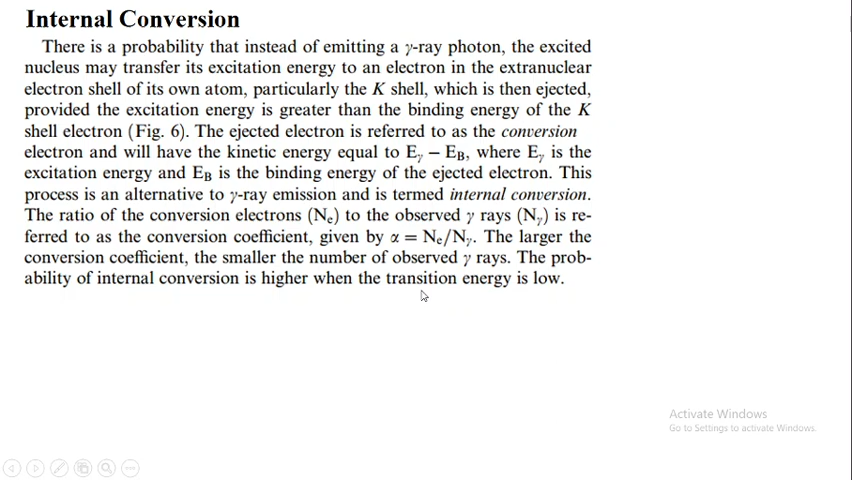 Internal Conversion
There is a probability that instead of emitting a γ-ray photon, the excited
nucleus may transfer its excitation energy to an electron in the extranuclear
electron shell of its own atom, particularly the K shell, which is then ejected,
provided the excitation energy is greater than the binding energy of the K
shell electron (Fig. 6). The ejected electron is referred to as the conversion
electron and will have the kinetic energy equal to Eγ − EB, where Eγ is the
excitation energy and EB is the binding energy of the ejected electron. This
process is an alternative to γ-ray emission and is termed internal conversion.
The ratio of the conversion electrons (Ne) to the observed γ rays (Nγ) is re-
ferred to as the conversion coefficient, given by α = Ne/Nγ. The larger the
conversion coefficient, the smaller the number of observed γ rays. The prob-
ability of internal conversion is higher when the transition energy is low.
Activate Windows
Go to Settings to activate Windows.